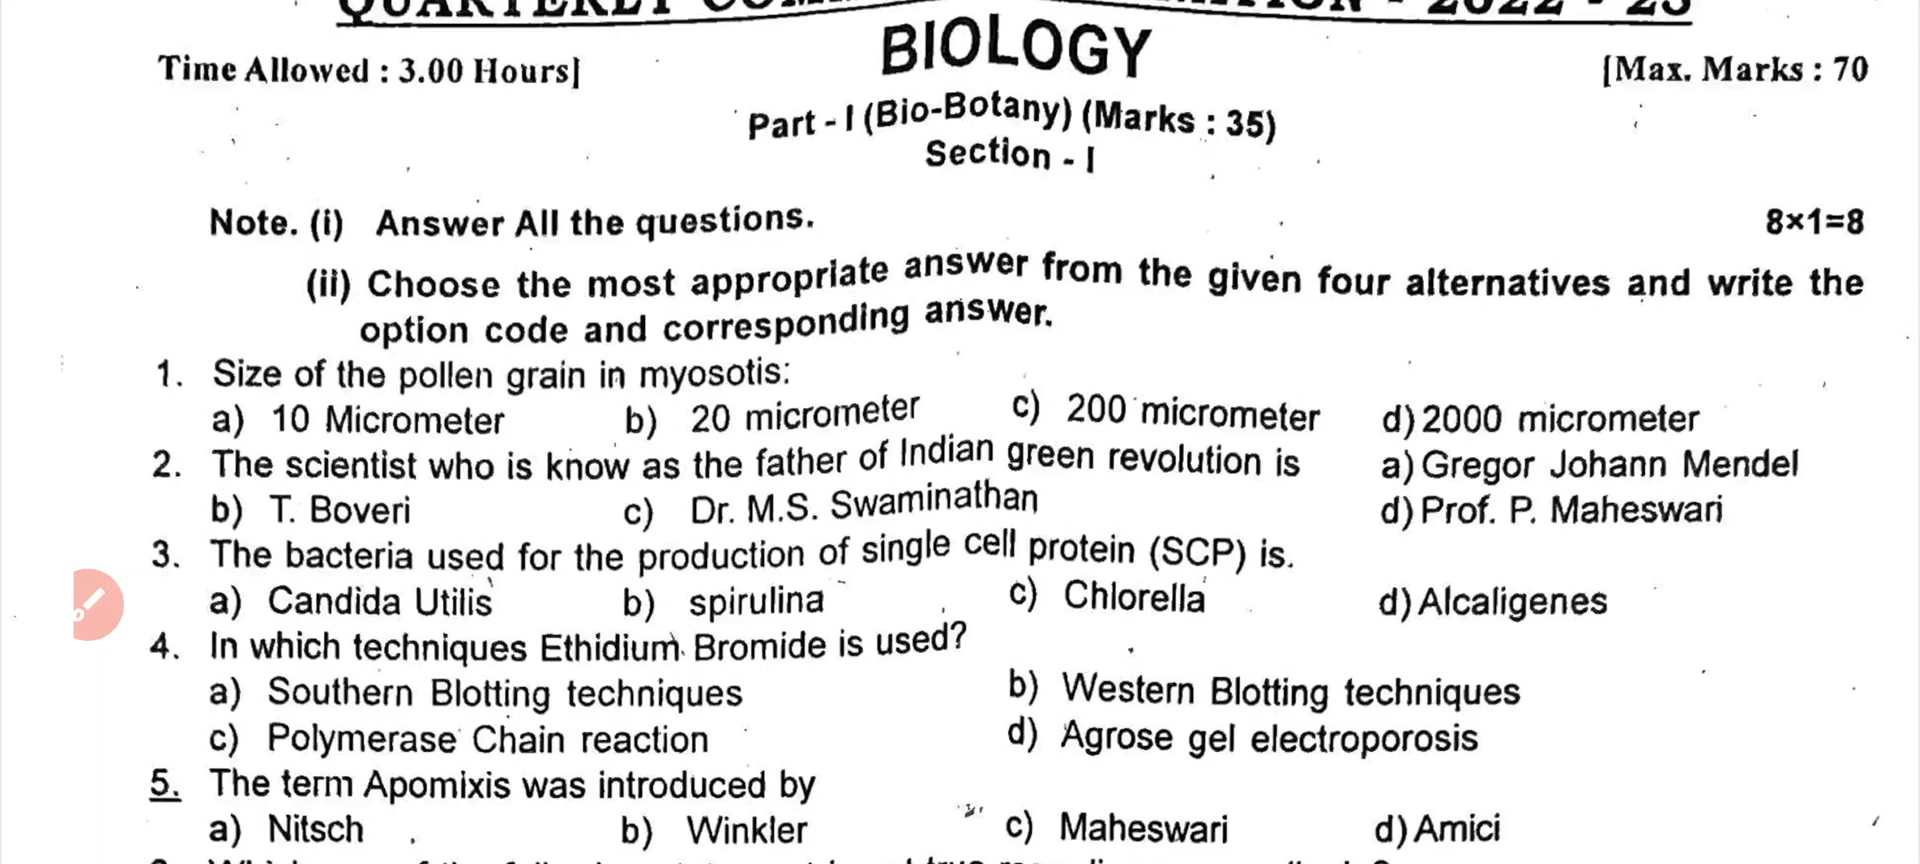 BIOLOGY
Time Allowed : 3.00 Hours]
[Max. Marks : 70
Part - I (Bio-Botany) (Marks : 35)
Section - I
Note. (i) Answer All the questions. 8×1=8
(ii) Choose the most appropriate answer from the given four alternatives and write the
option code and corresponding answer.
1. Size of the pollen grain in myosotis:
a) 10 Micrometer b) 20 micrometer c) 200 micrometer d) 2000 micrometer
2. The scientist who is know as the father of Indian green revolution is a) Gregor Johann Mendel
b) T. Boveri c) Dr. M.S. Swaminathan d) Prof. P. Maheswari
3. The bacteria used for the production of single cell protein (SCP) is.
a) Candida Utilis b) spirulina c) Chlorella d) Alcaligenes
4. In which techniques Ethidium Bromide is used?
a) Southern Blotting techniques b) Western Blotting techniques
c) Polymerase Chain reaction d) Agrose gel electroporosis
5. The term Apomixis was introduced by
a) Nitsch b) Winkler c) Maheswari d) Amici